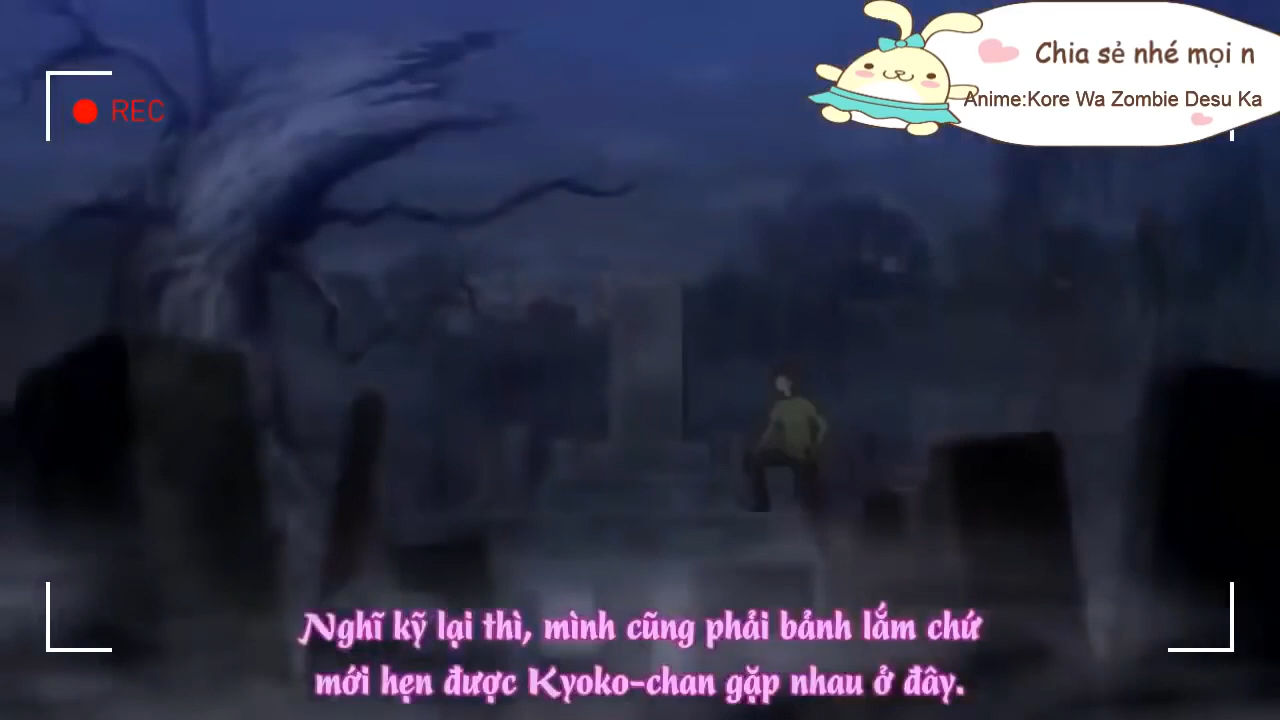 Chia sẻ nhé mọi n
Anime:Kore Wa Zombie Desu Ka
REC
Nghĩ kỹ lại thì, mình cũng phải bảnh lắm chứ
mới hẹn được Kyoko-chan gặp nhau ở đây.